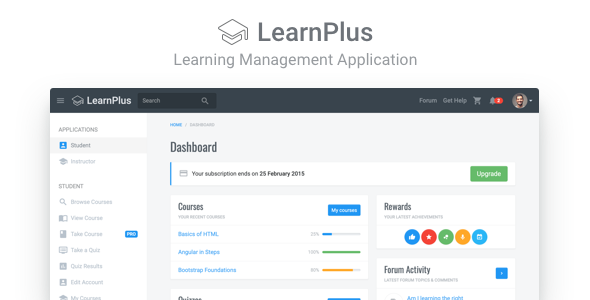 LearnPlus
Learning Management Application
LearnPlus
Search
Forum
Get Help
2
APPLICATIONS
Student
Instructor
STUDENT
Browse Courses
View Course
Take Course
PRO
Take a Quiz
Quiz Results
Edit Account
My Courses
HOME / DASHBOARD
Dashboard
Your subscription ends on 25 February 2015
Upgrade
Courses
YOUR RECENT COURSES
My courses
Basics of HTML
20%
Angular in Steps
100%
Bootstrap Foundations
80%
Quizzes
Rewards
YOUR LATEST ACHIEVEMENTS
Forum Activity
LATEST FORUM TOPICS & COMMENTS
Am I learning the right